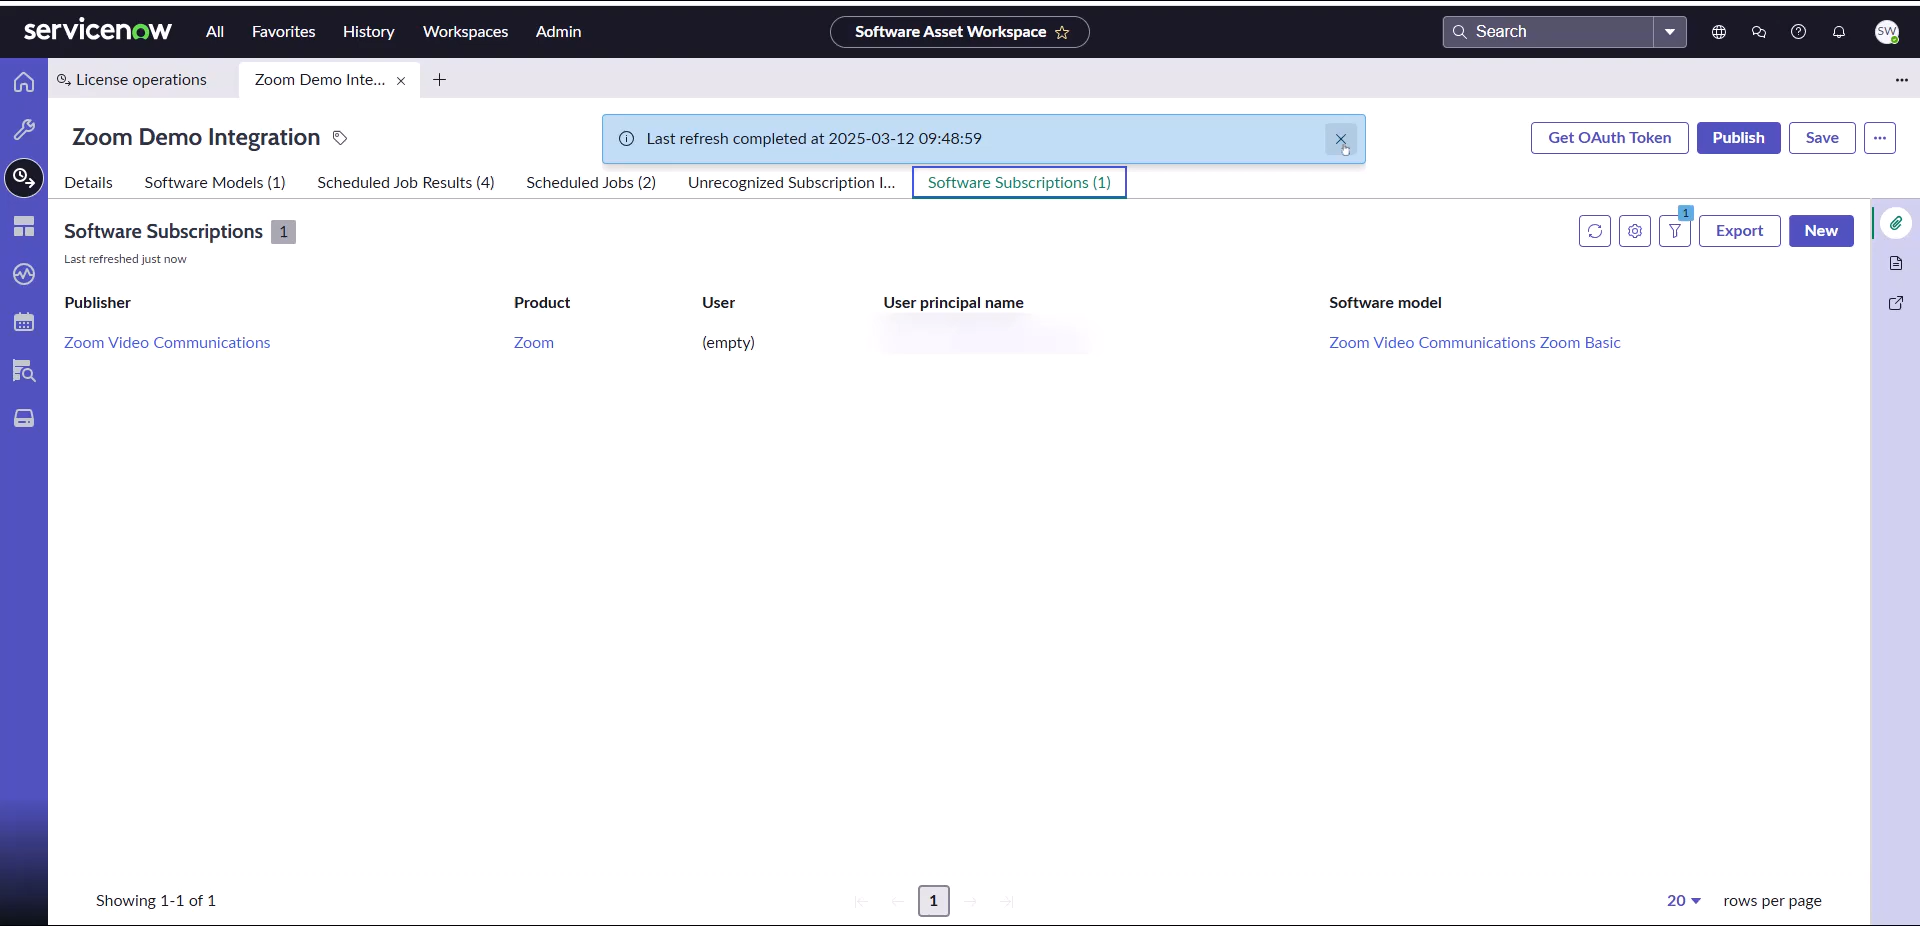 servicenow All Favorites History Workspaces Admin Software Asset Workspace Search SW
License operations Zoom Demo Inte...
Zoom Demo Integration Last refresh completed at 2025-03-12 09:48:59 Get OAuth Token Publish Save
Details Software Models (1) Scheduled Job Results (4) Scheduled Jobs (2) Unrecognized Subscription I... Software Subscriptions (1)
Software Subscriptions 1 1 Export New
Last refreshed just now
Publisher Product User User principal name Software model
Zoom Video Communications Zoom (empty) Zoom Video Communications Zoom Basic
Showing 1-1 of 1 1 20 rows per page